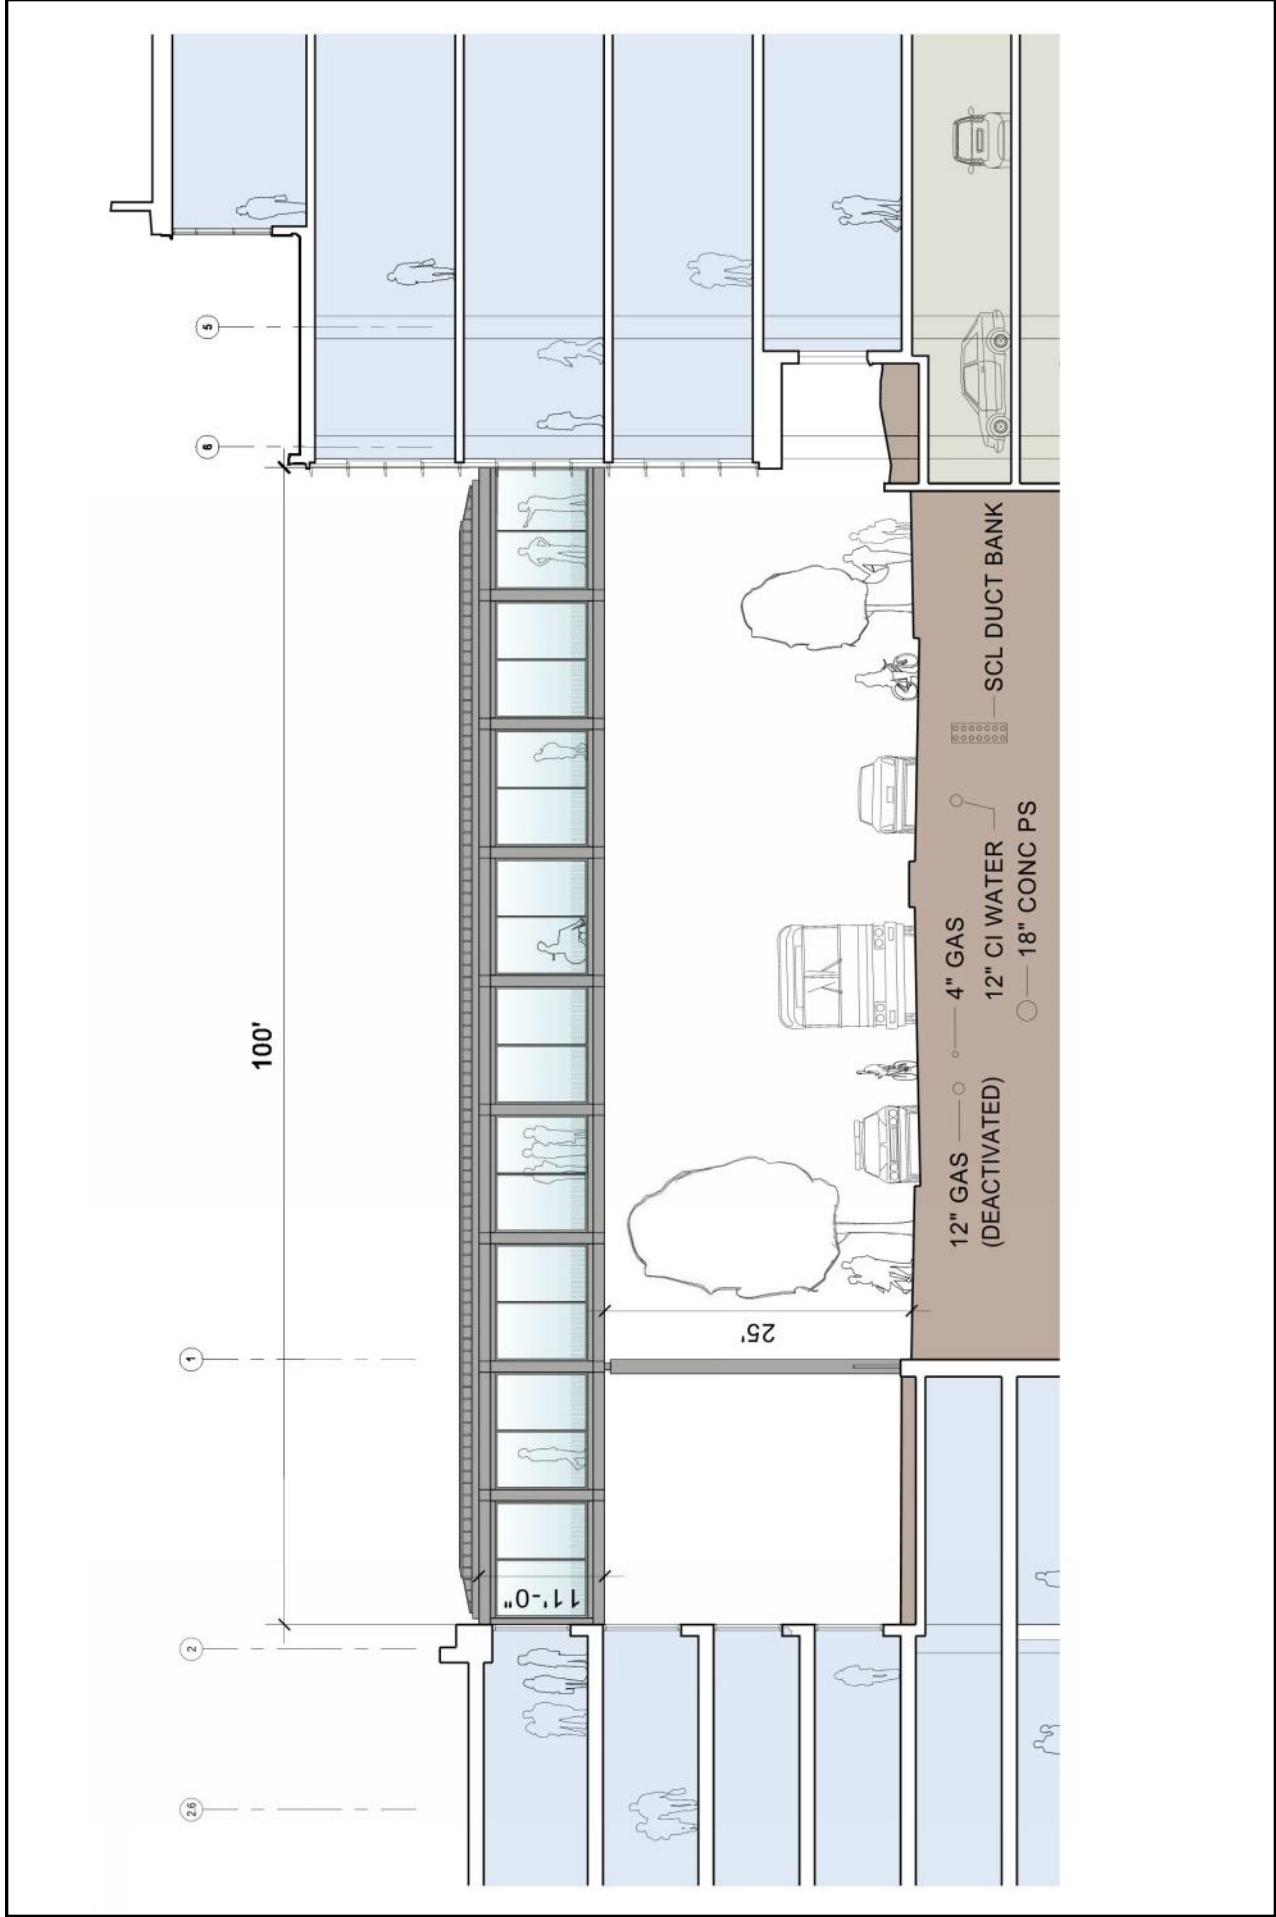 2.6
2
1
6
5
100'
11'-0"
25'
12" GAS
(DEACTIVATED)
4" GAS
12" CI WATER
18" CONC PS
SCL DUCT BANK